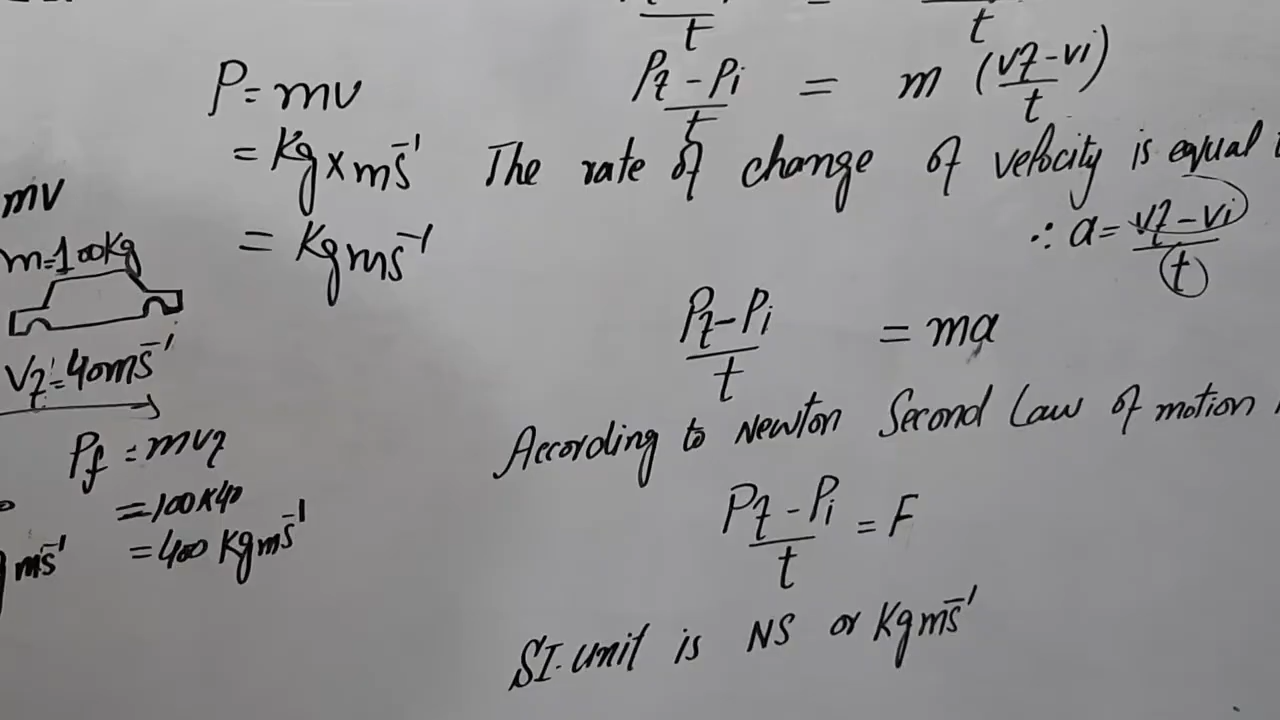 P = mv
= Kg x ms⁻¹
= Kgms⁻¹
mv
m=100Kg
Vf = 40ms⁻¹
Pf = mvf
= 100x40
= 400 Kgms⁻¹
ms⁻¹
t
t
Pf - Pi / t = m (vf - vi / t)
The rate of change of velocity is equal
∴ a = vf - vi / t
Pf - Pi / t = ma
According to Newton Second Law of motion
Pf - Pi / t = F
SI.unit is NS or Kgms⁻¹